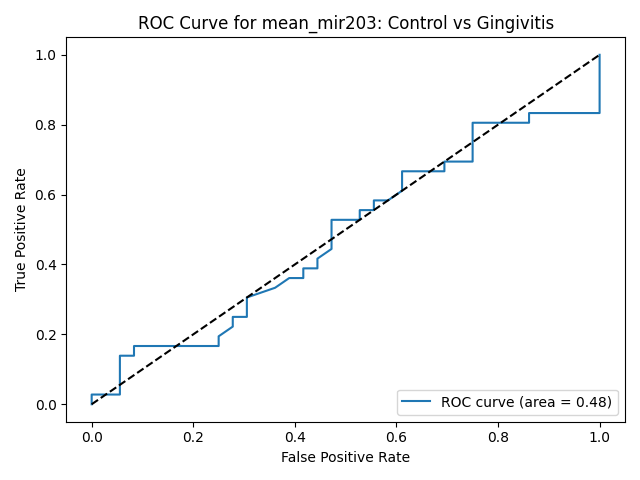 ROC Curve for mean_mir203: Control vs Gingivitis
True Positive Rate
1.0
0.8
0.6
0.4
0.2
0.0
ROC curve (area = 0.48)
0.0 0.2 0.4 0.6 0.8 1.0
False Positive Rate